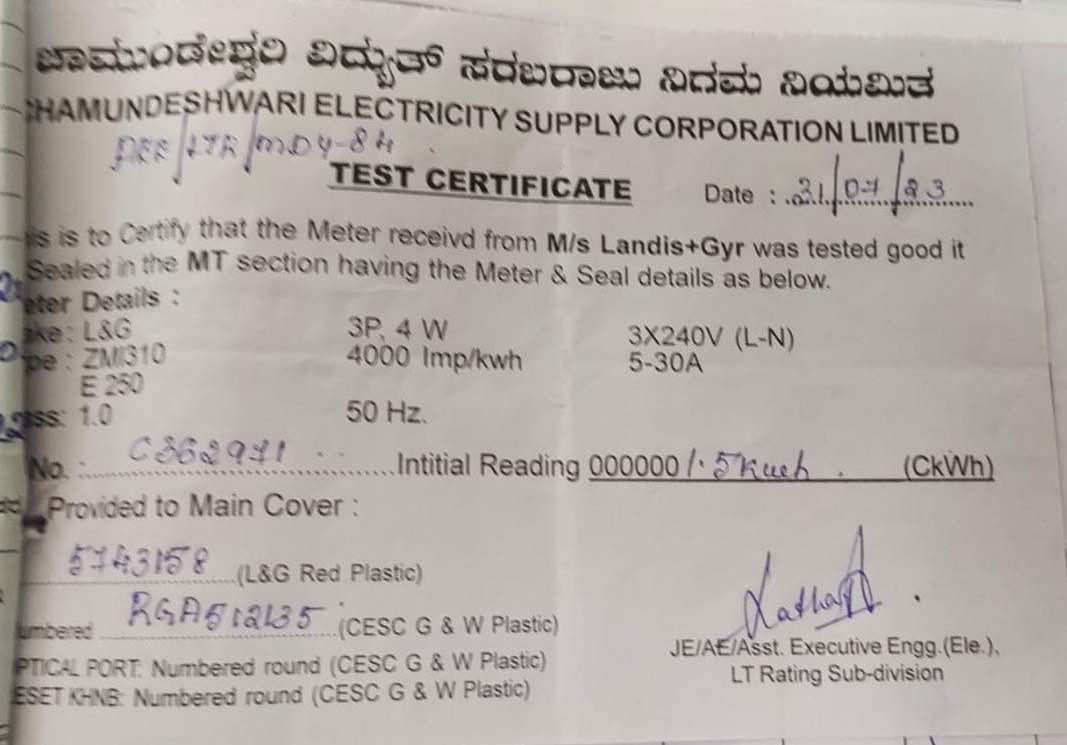 ಚಾಮುಂಡೇಶ್ವರಿ ವಿದ್ಯುತ್ ಸರಬರಾಜು ನಿಗಮ ನಿಯಮಿತ
CHAMUNDESHWARI ELECTRICITY SUPPLY CORPORATION LIMITED
TEST CERTIFICATE Date : 31/07/23
is is to Certify that the Meter receivd from M/s Landis+Gyr was tested good it
Sealed in the MT section having the Meter & Seal details as below.
eter Details :
ake : L&G 3P, 4 W 3X240V (L-N)
pe : ZMI310 4000 Imp/kwh 5-30A
E 250
ass: 1.0 50 Hz.
No. : C362971 Intitial Reading 000000/1.5 kwh (CkWh)
Provided to Main Cover :
5743158 (L&G Red Plastic)
umbered (CESC G & W Plastic)
PTICAL PORT: Numbered round (CESC G & W Plastic)
ESET KHNB: Numbered round (CESC G & W Plastic)
JE/AE/Asst. Executive Engg.(Ele.),
LT Rating Sub-division